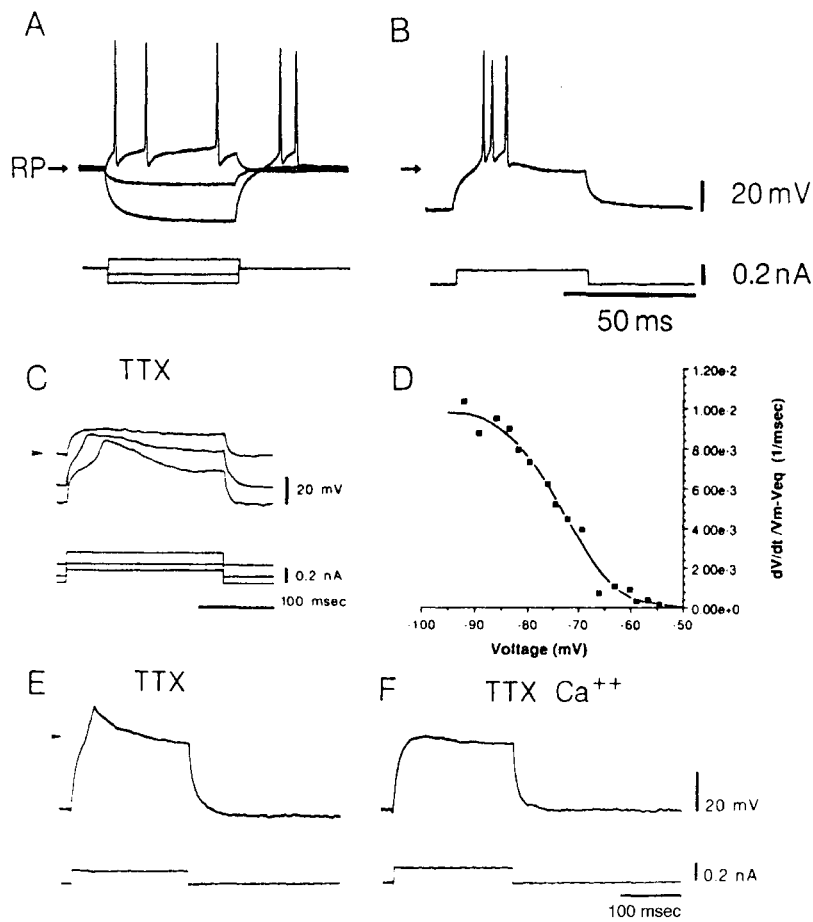 A
B
RP→
→
20 mV
0.2 nA
50 ms
C TTX
20 mV
0.2 nA
100 msec
D
1.20e-2
1.00e-2
8.00e-3
6.00e-3
4.00e-3
2.00e-3
0.00e+0
dV/dt /Vm-Veq (1/msec)
-100 -90 -80 -70 -60 -50
Voltage (mV)
E TTX
F TTX Ca⁺⁺
20 mV
0.2 nA
100 msec